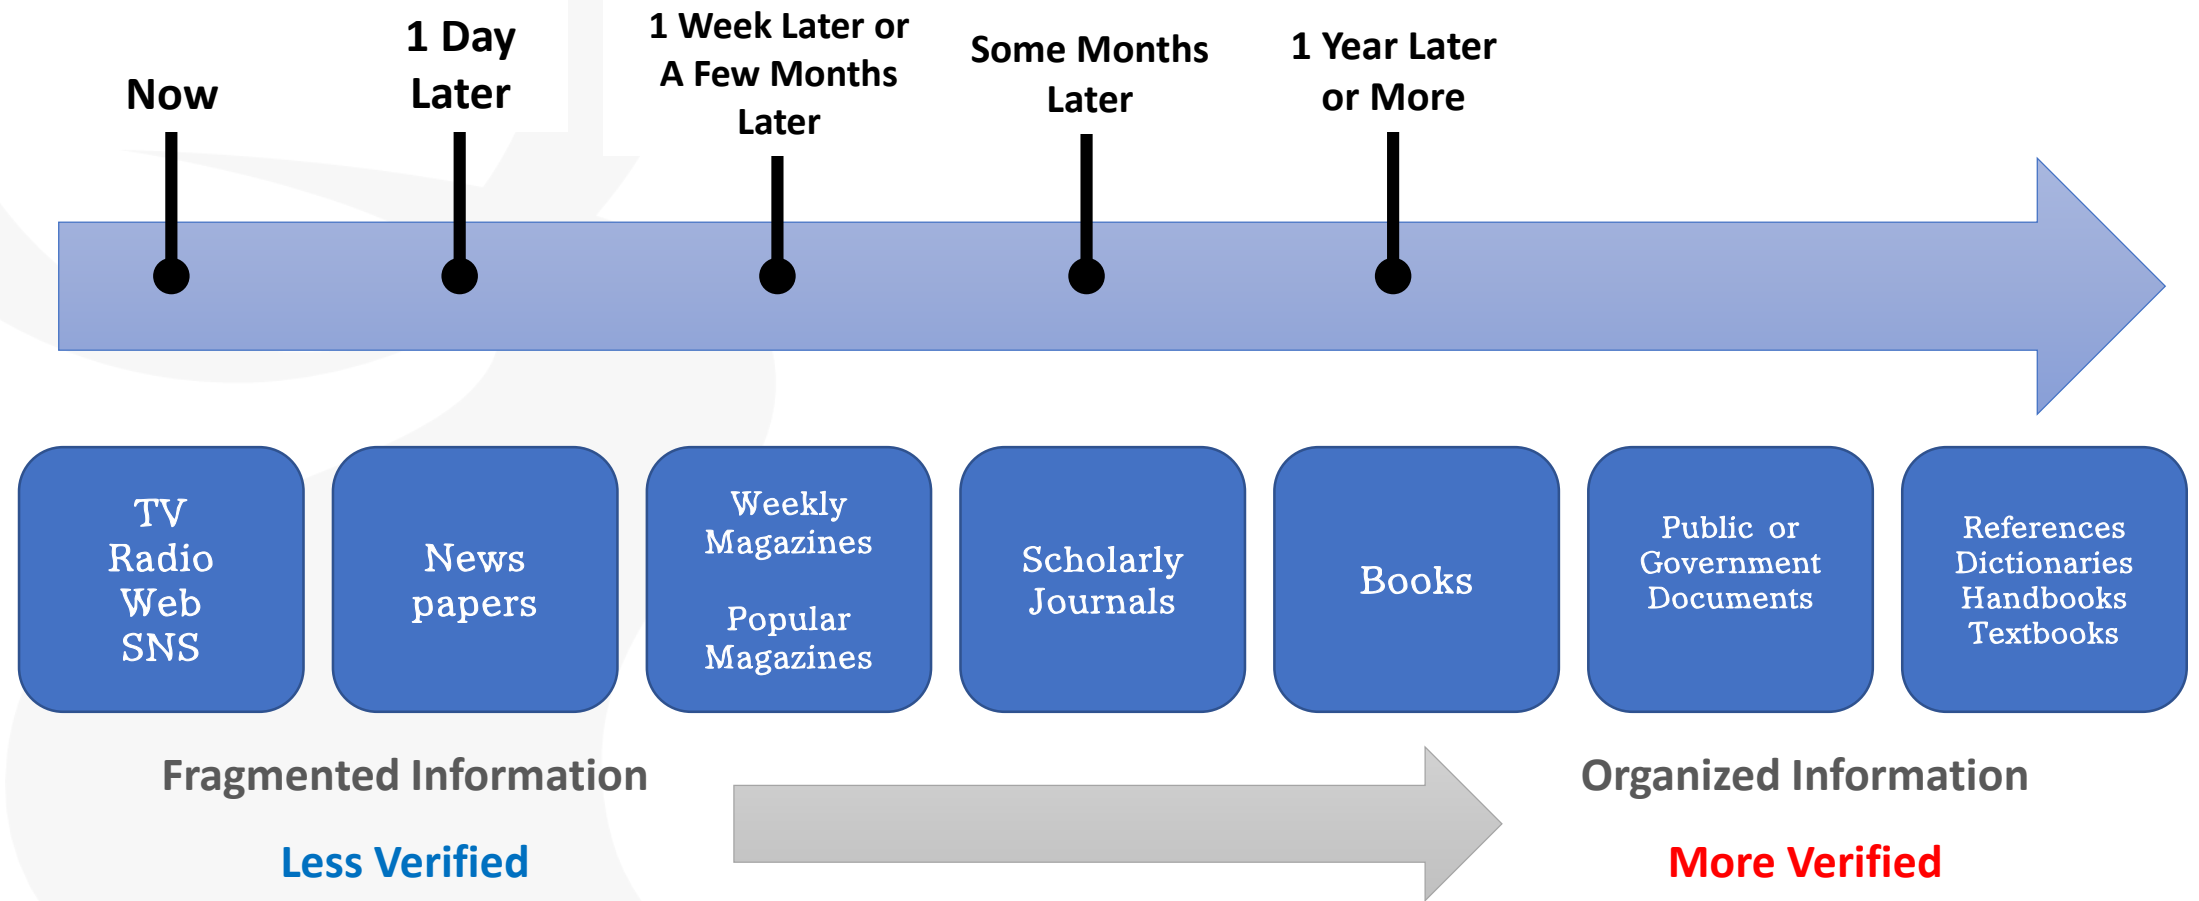 Now
1 Day
Later
1 Week Later or
A Few Months
Later
Some Months
Later
1 Year Later
or More
TV
Radio
Web
SNS
News
papers
Weekly
Magazines
Popular
Magazines
Scholarly
Journals
Books
Public or
Government
Documents
References
Dictionaries
Handbooks
Textbooks
Fragmented Information
Less Verified
Organized Information
More Verified